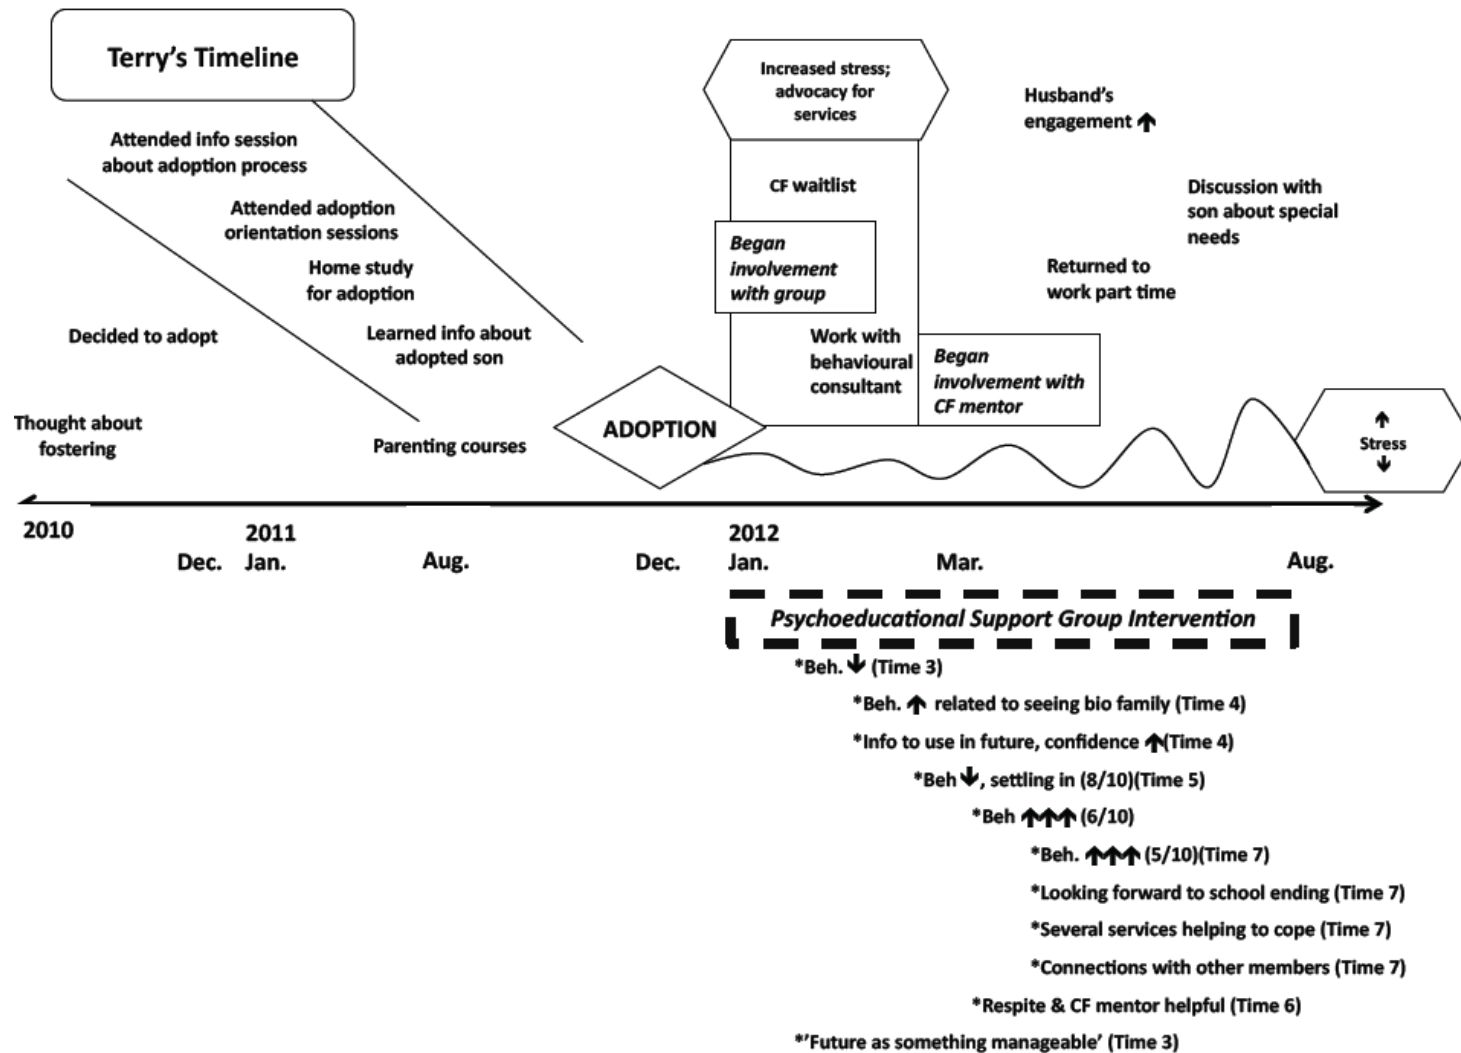 Terry's Timeline
Attended info session
about adoption process
Attended adoption
orientation sessions
Home study
for adoption
Decided to adopt
Learned info about
adopted son
Thought about
fostering
Parenting courses
ADOPTION
Increased stress;
advocacy for
services
CF waitlist
Began
involvement
with group
Work with
behavioural
consultant
Began
involvement with
CF mentor
Husband's
engagement ↑
Discussion with
son about special
needs
Returned to
work part time
↑
Stress
↓
2010
2011
2012
Dec.
Jan.
Aug.
Dec.
Jan.
Mar.
Aug.
Psychoeducational Support Group Intervention
*Beh. ↓ (Time 3)
*Beh. ↑ related to seeing bio family (Time 4)
*Info to use in future, confidence ↑(Time 4)
*Beh ↓, settling in (8/10)(Time 5)
*Beh ↑↑↑ (6/10)
*Beh. ↑↑↑ (5/10)(Time 7)
*Looking forward to school ending (Time 7)
*Several services helping to cope (Time 7)
*Connections with other members (Time 7)
*Respite & CF mentor helpful (Time 6)
*'Future as something manageable' (Time 3)